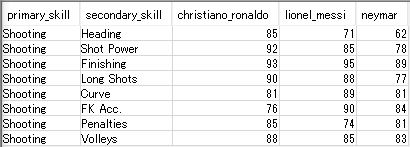 primary_skill secondary_skill christiano_ronaldo lionel_messi neymar
Shooting Heading 85 71 62
Shooting Shot Power 92 85 78
Shooting Finishing 93 95 89
Shooting Long Shots 90 88 77
Shooting Curve 81 89 81
Shooting FK Acc. 76 90 84
Shooting Penalties 85 74 81
Shooting Volleys 88 85 83